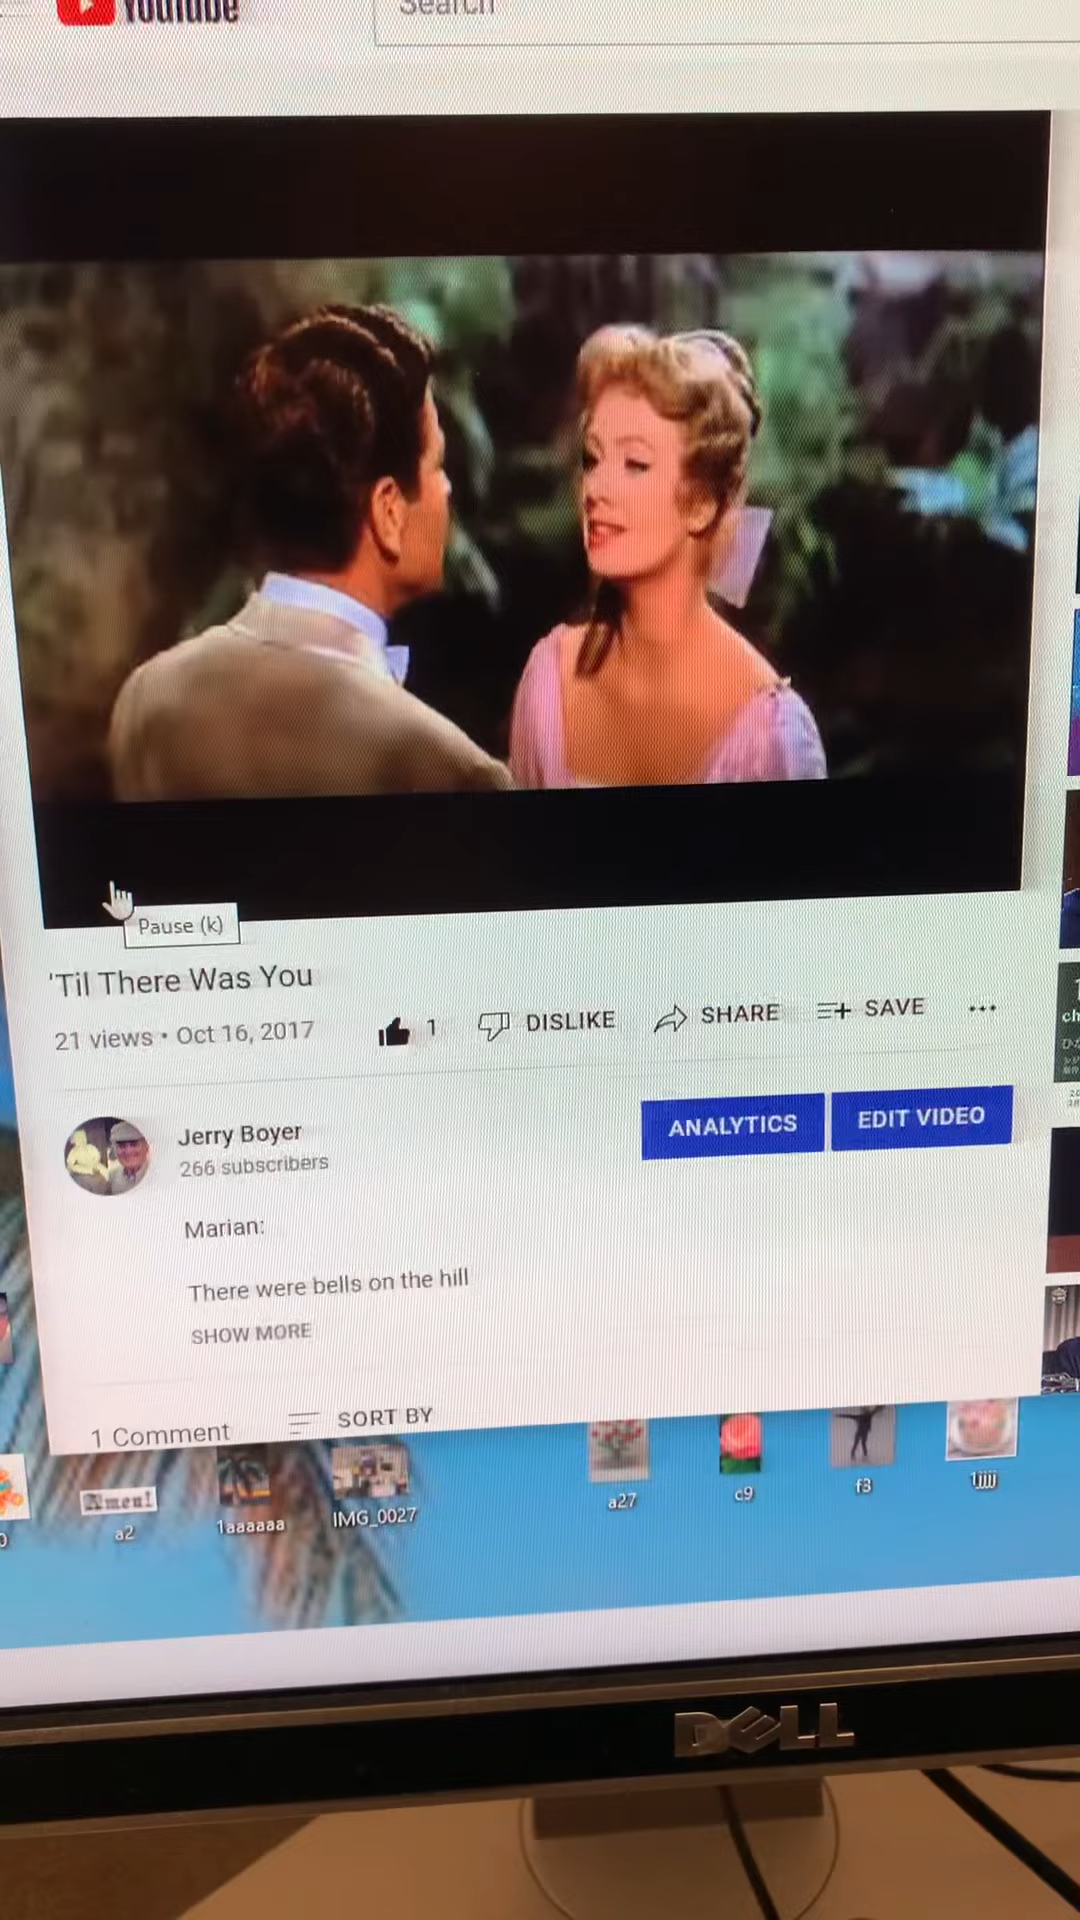 YouTube
Search
Pause (k)
'Til There Was You
21 views • Oct 16, 2017
1
DISLIKE
SHARE
SAVE
Jerry Boyer
266 subscribers
ANALYTICS
EDIT VIDEO
Marian:
There were bells on the hill
SHOW MORE
1 Comment
SORT BY
Amen!
a2
1aaaaaa
IMG_0027
a27
c9
f3
1jjjj
DELL